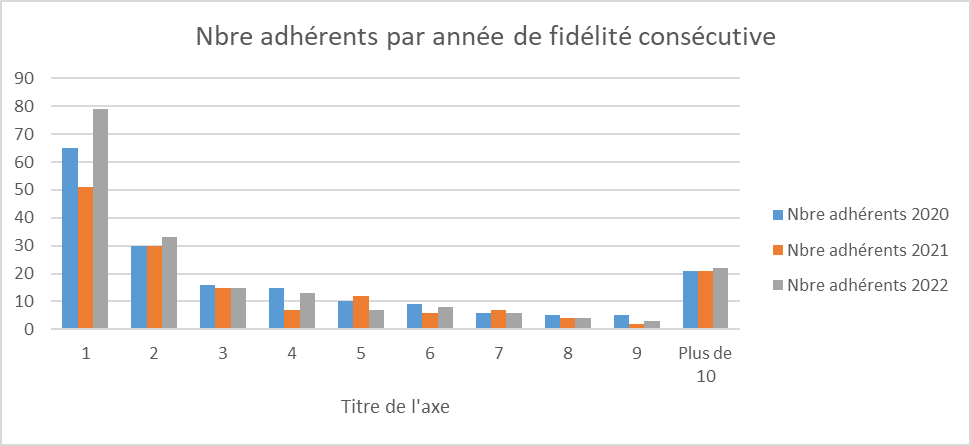 Nbre adhérents par année de fidélité consécutive
90
80
70
60
50
40
30
20
10
0
1 2 3 4 5 6 7 8 9 Plus de 10
Titre de l'axe
Nbre adhérents 2020
Nbre adhérents 2021
Nbre adhérents 2022